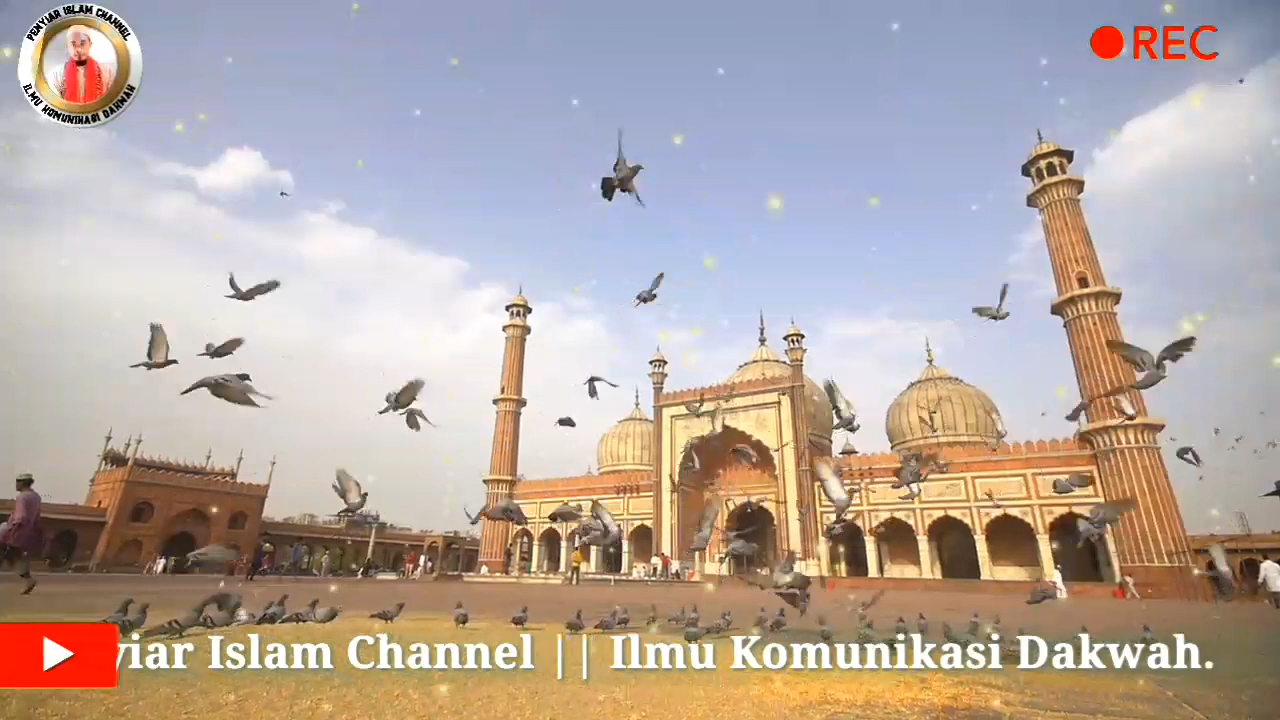 PENYIAR ISLAM CHANNEL
ILMU KOMUNIKASI DAKWAH
REC
yiar Islam Channel || Ilmu Komunikasi Dakwah.